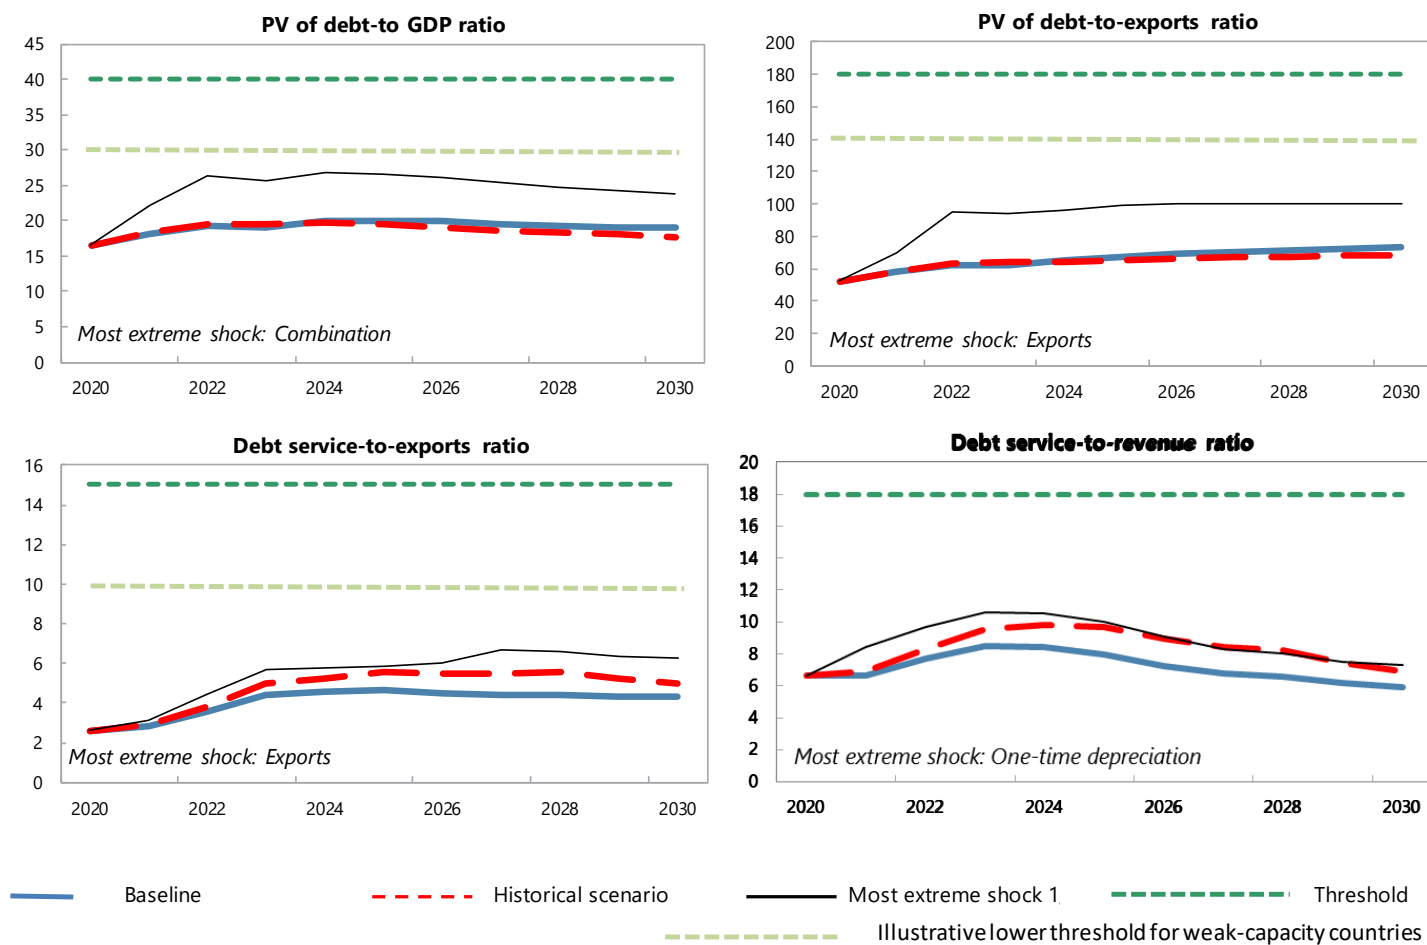 PV of debt-to GDP ratio
45
40
35
30
25
20
15
10
5
0
Most extreme shock: Combination
2020 2022 2024 2026 2028 2030
PV of debt-to-exports ratio
200
180
160
140
120
100
80
60
40
20
0
Most extreme shock: Exports
2020 2022 2024 2026 2028 2030
Debt service-to-exports ratio
16
14
12
10
8
6
4
2
0
Most extreme shock: Exports
2020 2022 2024 2026 2028 2030
Debt service-to-revenue ratio
20
18
16
14
12
10
8
6
4
2
0
Most extreme shock: One-time depreciation
2020 2022 2024 2026 2028 2030
Baseline Historical scenario Most extreme shock 1 Threshold
Illustrative lower threshold for weak-capacity countries